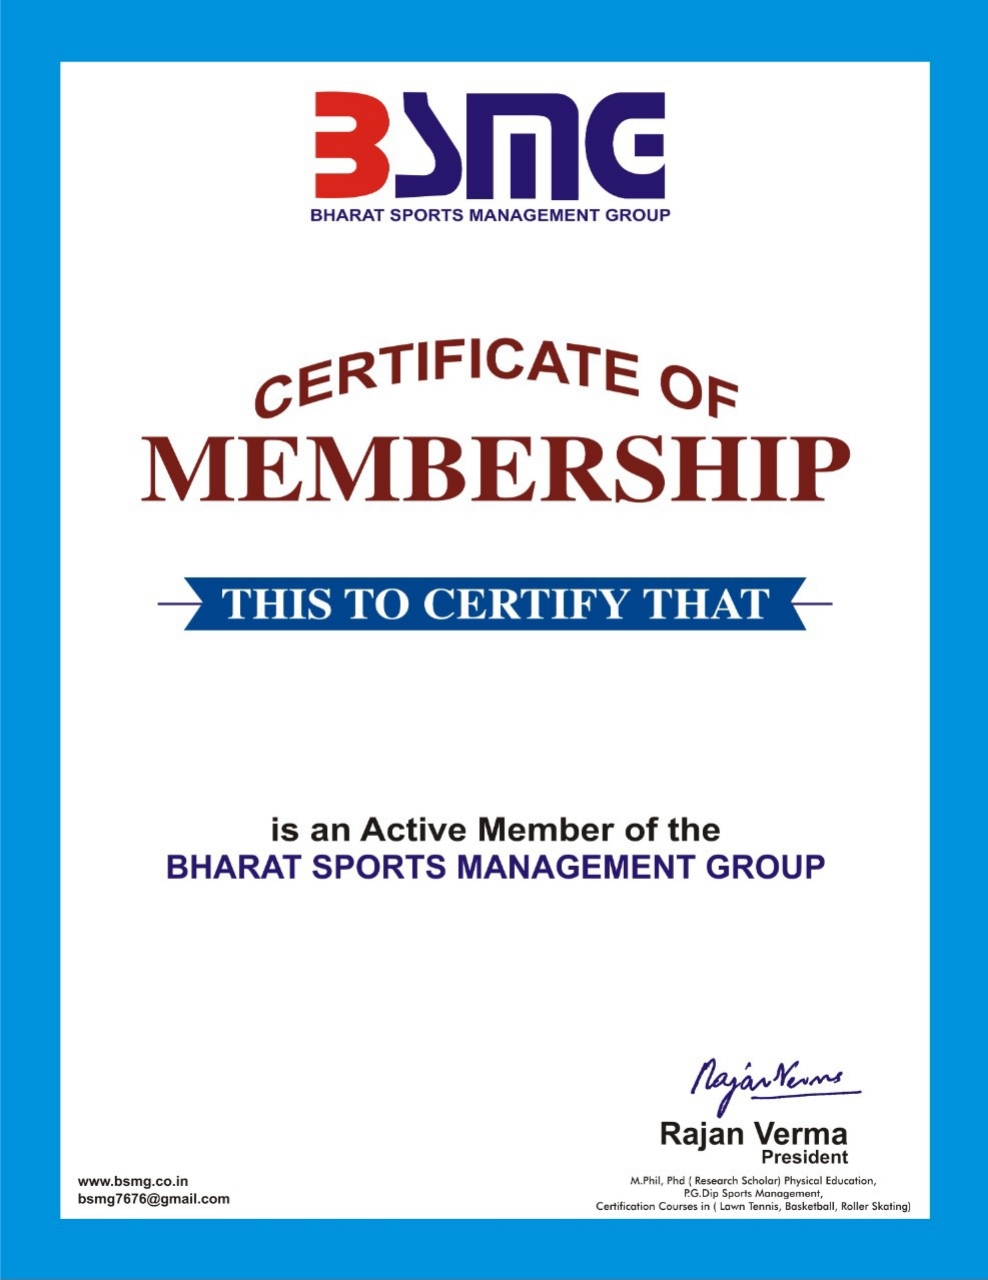 BSMG
BHARAT SPORTS MANAGEMENT GROUP
CERTIFICATE OF
MEMBERSHIP
THIS TO CERTIFY THAT
is an Active Member of the
BHARAT SPORTS MANAGEMENT GROUP
Rajan Verma
Rajan Verma
President
M.Phil, Phd ( Research Scholar) Physical Education,
P.G.Dip Sports Management,
Certification Courses in ( Lawn Tennis, Basketball, Roller Skating)
www.bsmg.co.in
bsmg7676@gmail.com